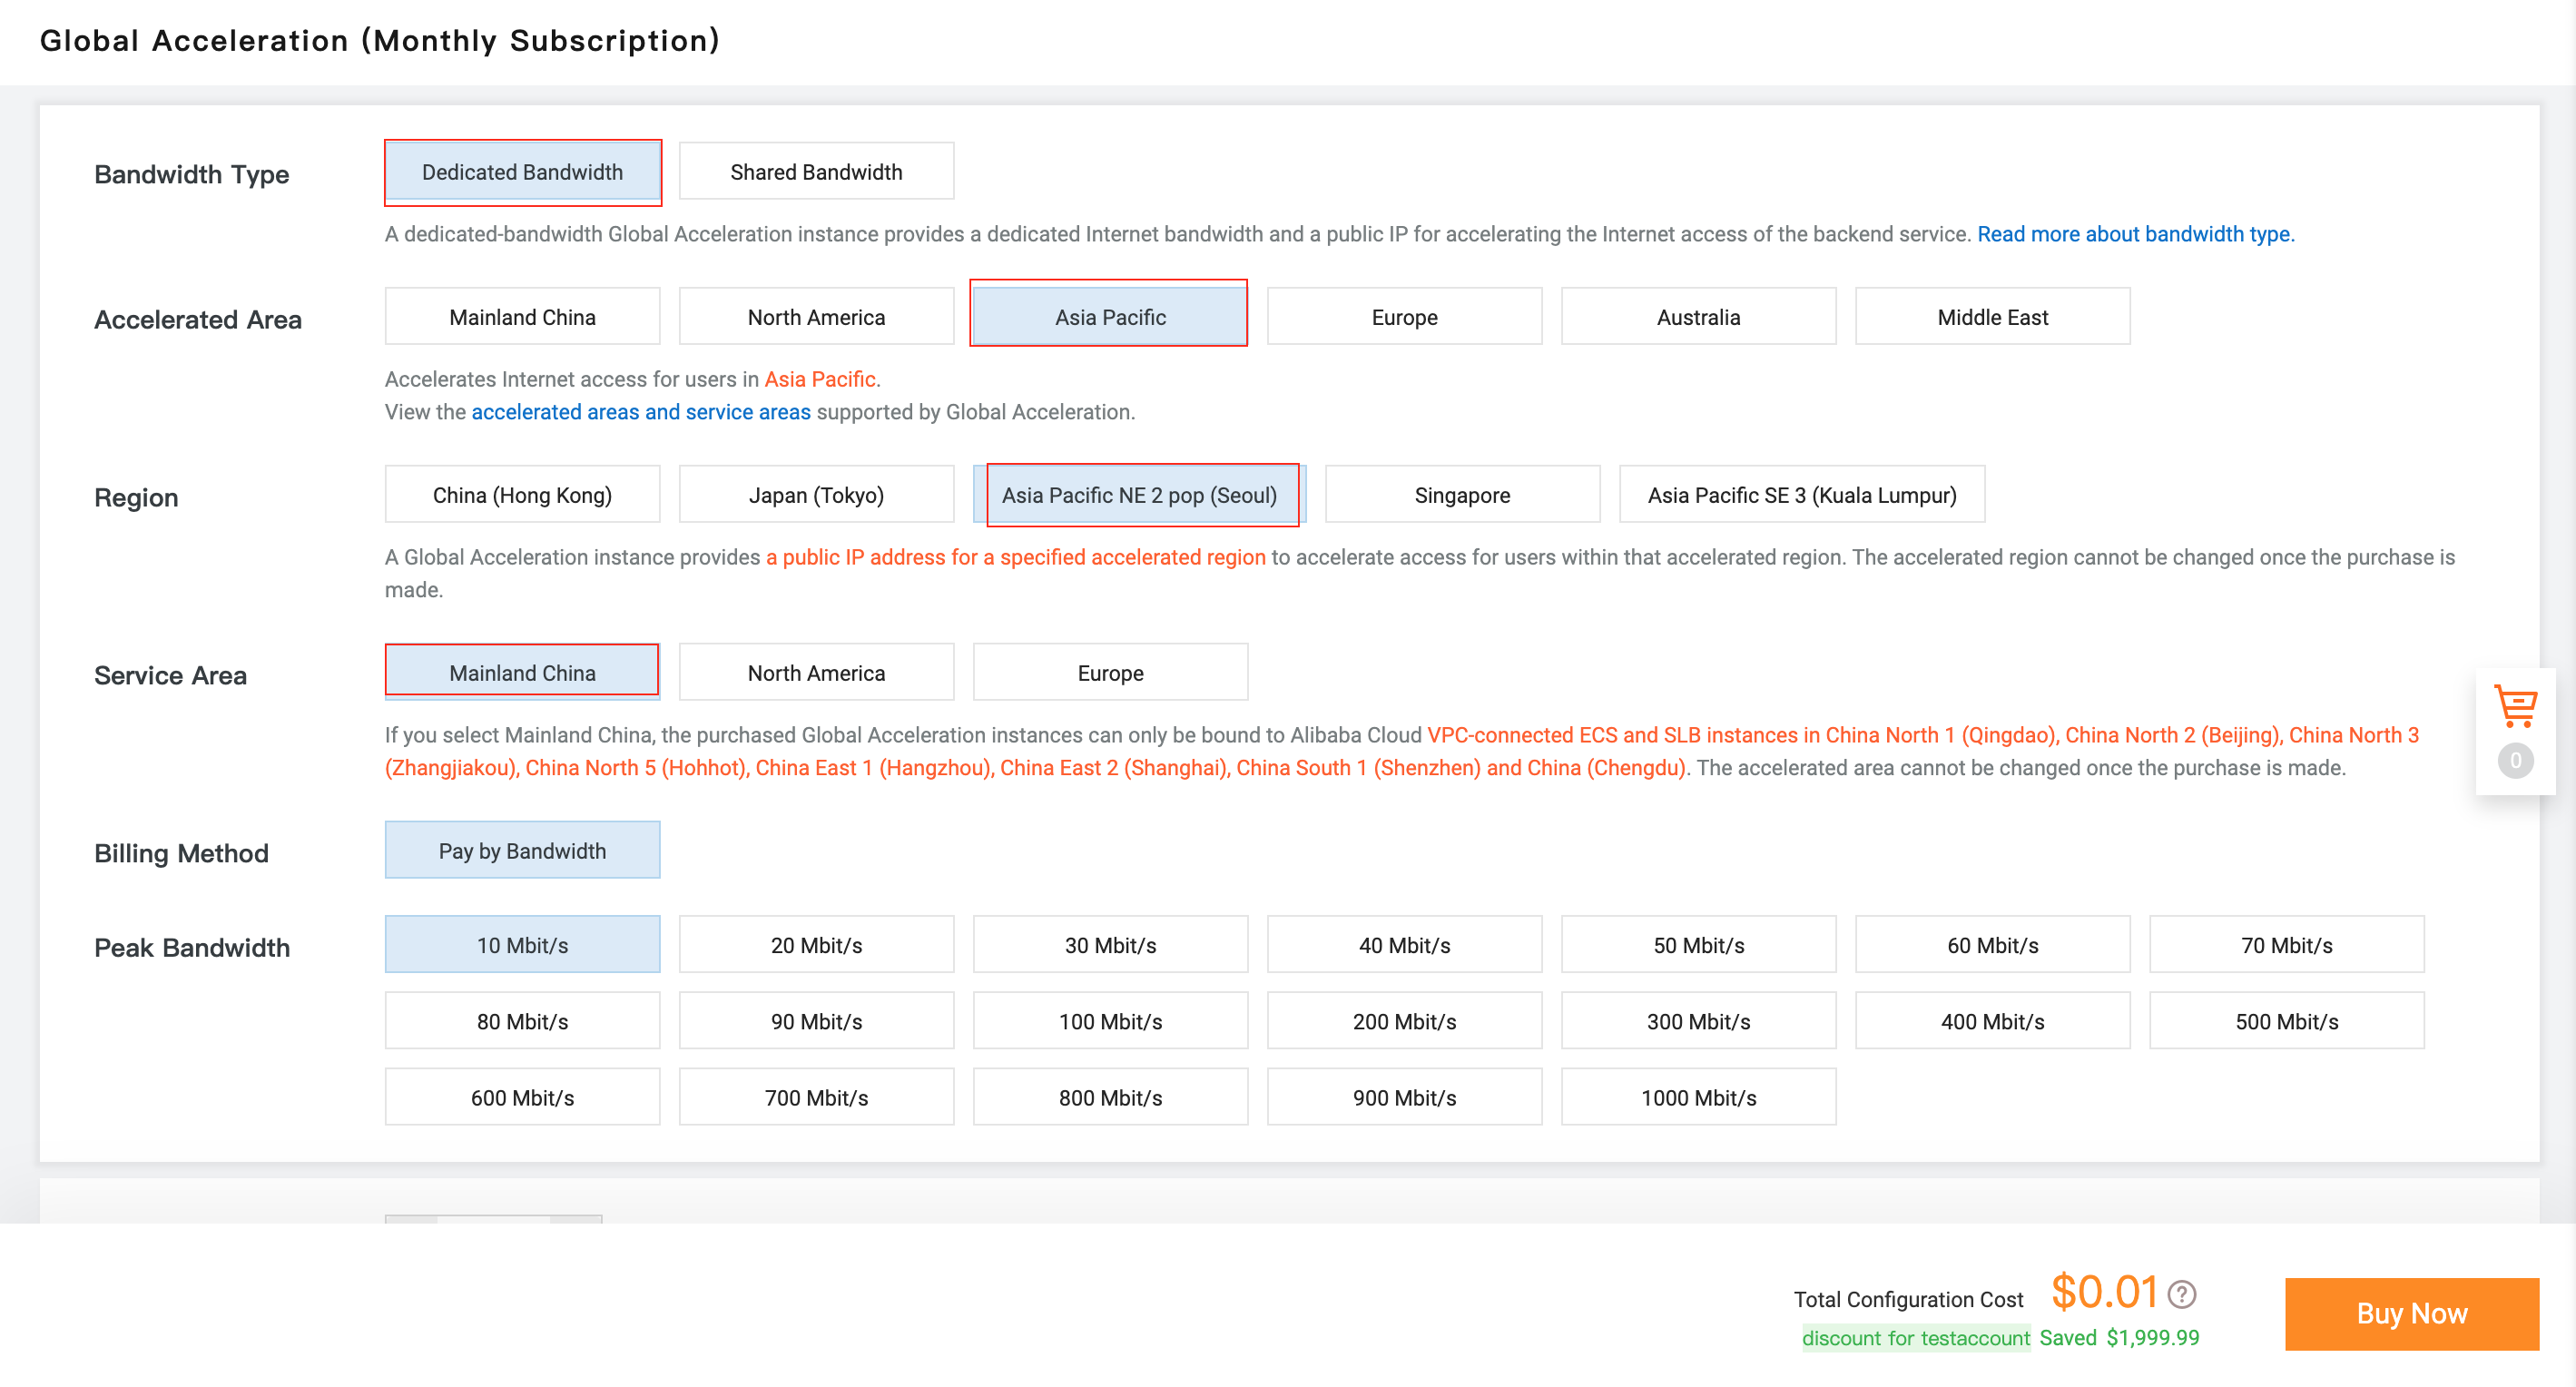 Global Acceleration (Monthly Subscription)
Bandwidth Type
Dedicated Bandwidth
Shared Bandwidth
A dedicated-bandwidth Global Acceleration instance provides a dedicated Internet bandwidth and a public IP for accelerating the Internet access of the backend service. Read more about bandwidth type.
Accelerated Area
Mainland China
North America
Asia Pacific
Europe
Australia
Middle East
Accelerates Internet access for users in Asia Pacific.
View the accelerated areas and service areas supported by Global Acceleration.
Region
China (Hong Kong)
Japan (Tokyo)
Asia Pacific NE 2 pop (Seoul)
Singapore
Asia Pacific SE 3 (Kuala Lumpur)
A Global Acceleration instance provides a public IP address for a specified accelerated region to accelerate access for users within that accelerated region. The accelerated region cannot be changed once the purchase is
made.
Service Area
Mainland China
North America
Europe
If you select Mainland China, the purchased Global Acceleration instances can only be bound to Alibaba Cloud VPC-connected ECS and SLB instances in China North 1 (Qingdao), China North 2 (Beijing), China North 3
(Zhangjiakou), China North 5 (Hohhot), China East 1 (Hangzhou), China East 2 (Shanghai), China South 1 (Shenzhen) and China (Chengdu). The accelerated area cannot be changed once the purchase is made.
0
Billing Method
Pay by Bandwidth
Peak Bandwidth
10 Mbit/s
20 Mbit/s
30 Mbit/s
40 Mbit/s
50 Mbit/s
60 Mbit/s
70 Mbit/s
80 Mbit/s
90 Mbit/s
100 Mbit/s
200 Mbit/s
300 Mbit/s
400 Mbit/s
500 Mbit/s
600 Mbit/s
700 Mbit/s
800 Mbit/s
900 Mbit/s
1000 Mbit/s
Total Configuration Cost $0.01 ?
discount for testaccount Saved $1,999.99
Buy Now